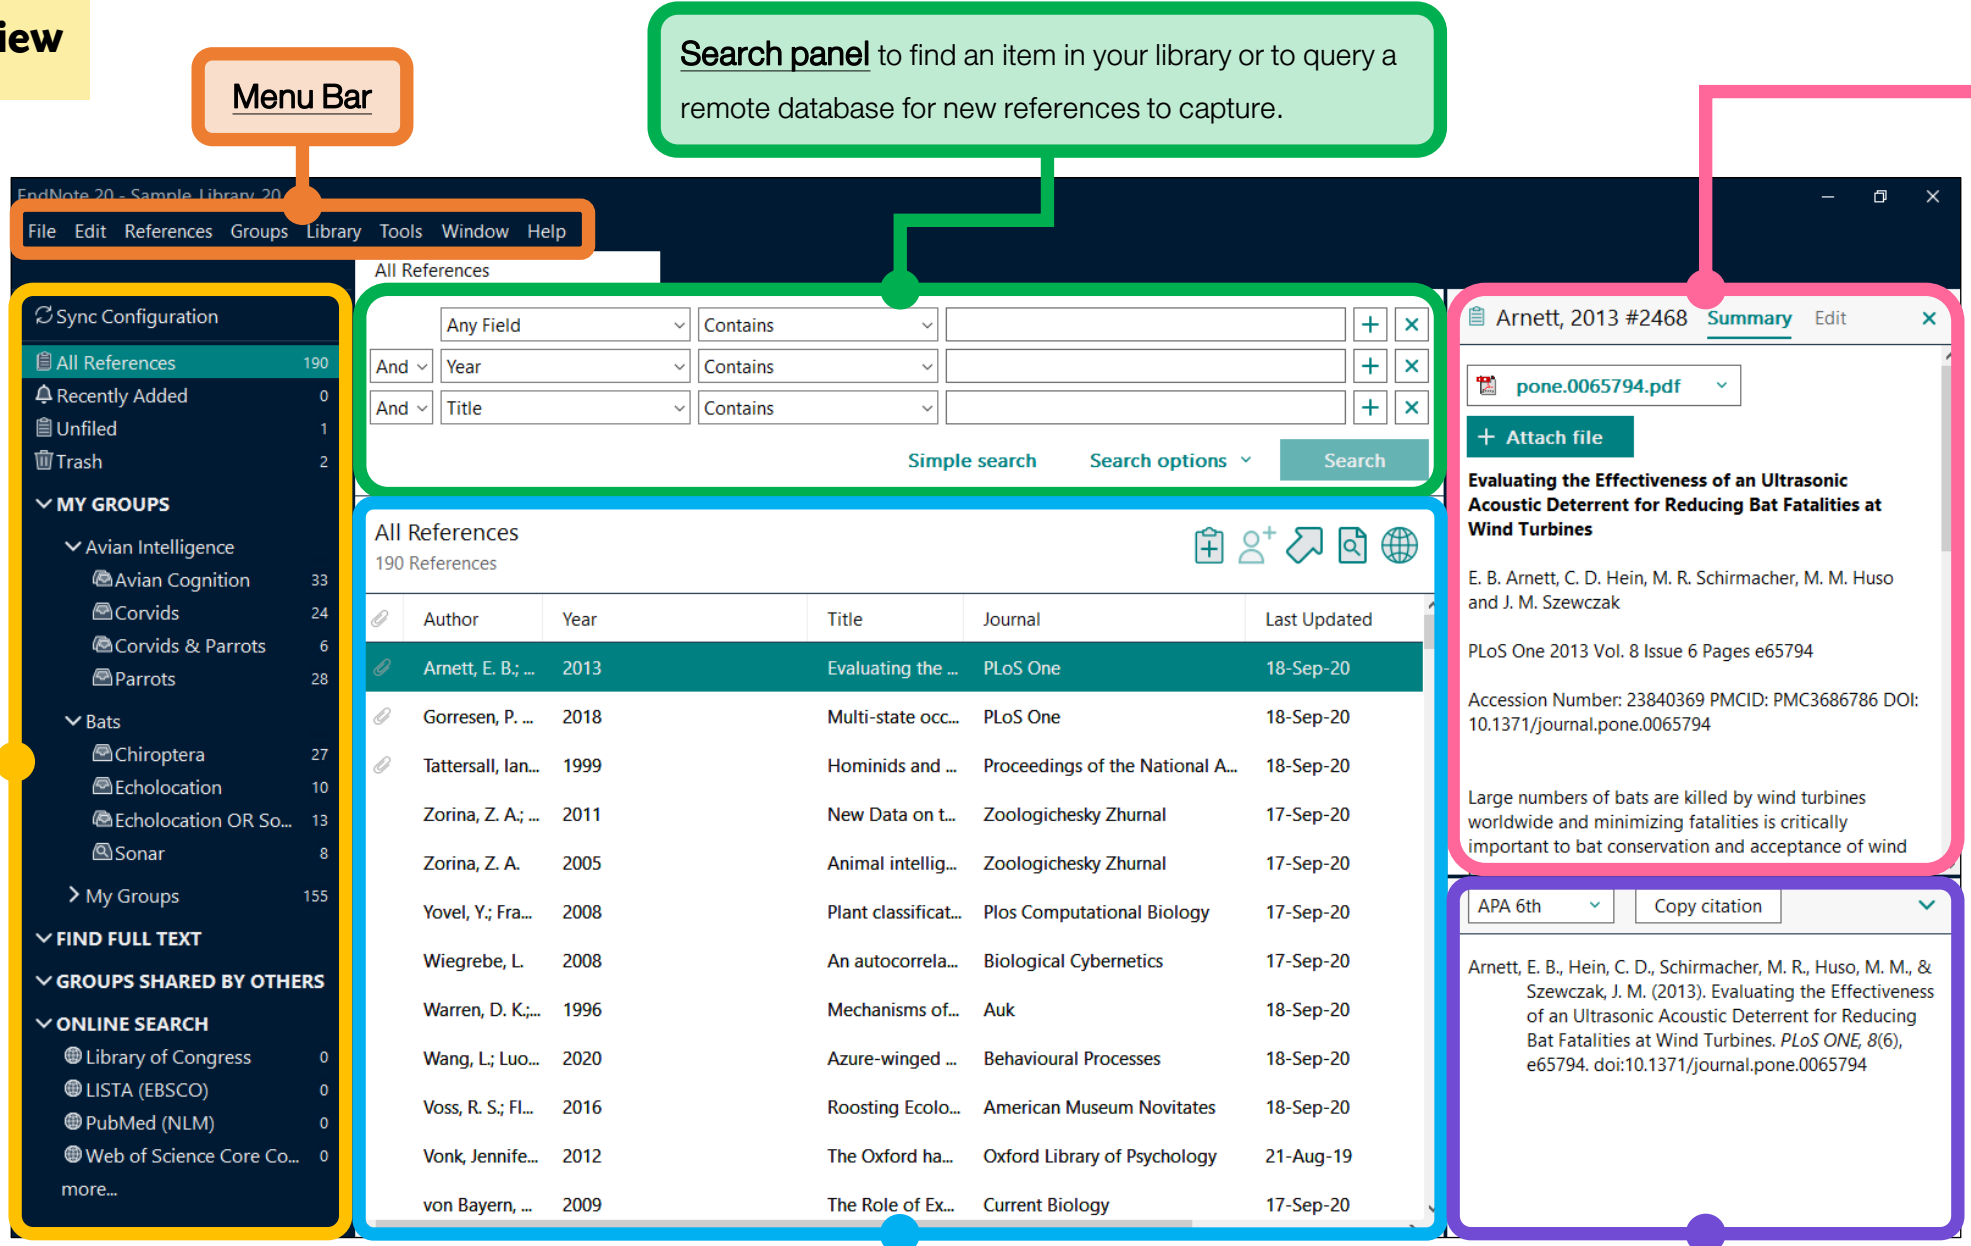 iew
Menu Bar
Search panel to find an item in your library or to query a
remote database for new references to capture.
EndNote 20 - Sample_Library_20
File Edit References Groups Library Tools Window Help
All References
Sync Configuration
All References 190
Recently Added 0
Unfiled 1
Trash 2
MY GROUPS
Avian Intelligence
Avian Cognition 33
Corvids 24
Corvids & Parrots 6
Parrots 28
Bats
Chiroptera 27
Echolocation 10
Echolocation OR So... 13
Sonar 8
My Groups 155
FIND FULL TEXT
GROUPS SHARED BY OTHERS
ONLINE SEARCH
Library of Congress 0
LISTA (EBSCO) 0
PubMed (NLM) 0
Web of Science Core Co... 0
more...
Any Field Contains
And Year Contains
And Title Contains
Simple search Search options Search
All References
190 References
Author Year Title Journal Last Updated
Arnett, E. B.; ... 2013 Evaluating the ... PLoS One 18-Sep-20
Gorresen, P. ... 2018 Multi-state occ... PLoS One 18-Sep-20
Tattersall, Ian... 1999 Hominids and ... Proceedings of the National A... 18-Sep-20
Zorina, Z. A.; ... 2011 New Data on t... Zoologichesky Zhurnal 17-Sep-20
Zorina, Z. A. 2005 Animal intellig... Zoologichesky Zhurnal 17-Sep-20
Yovel, Y.; Fra... 2008 Plant classificat... Plos Computational Biology 17-Sep-20
Wiegrebe, L. 2008 An autocorrela... Biological Cybernetics 17-Sep-20
Warren, D. K.;... 1996 Mechanisms of... Auk 18-Sep-20
Wang, L.; Luo... 2020 Azure-winged ... Behavioural Processes 18-Sep-20
Voss, R. S.; Fl... 2016 Roosting Ecolo... American Museum Novitates 18-Sep-20
Vonk, Jennife... 2012 The Oxford ha... Oxford Library of Psychology 21-Aug-19
von Bayern, ... 2009 The Role of Ex... Current Biology 17-Sep-20
Arnett, 2013 #2468 Summary Edit
pone.0065794.pdf
+ Attach file
Evaluating the Effectiveness of an Ultrasonic
Acoustic Deterrent for Reducing Bat Fatalities at
Wind Turbines
E. B. Arnett, C. D. Hein, M. R. Schirmacher, M. M. Huso
and J. M. Szewczak
PLoS One 2013 Vol. 8 Issue 6 Pages e65794
Accession Number: 23840369 PMCID: PMC3686786 DOI:
10.1371/journal.pone.0065794
Large numbers of bats are killed by wind turbines
worldwide and minimizing fatalities is critically
important to bat conservation and acceptance of wind
APA 6th Copy citation
Arnett, E. B., Hein, C. D., Schirmacher, M. R., Huso, M. M., &
Szewczak, J. M. (2013). Evaluating the Effectiveness
of an Ultrasonic Acoustic Deterrent for Reducing
Bat Fatalities at Wind Turbines. PLoS ONE, 8(6),
e65794. doi:10.1371/journal.pone.0065794